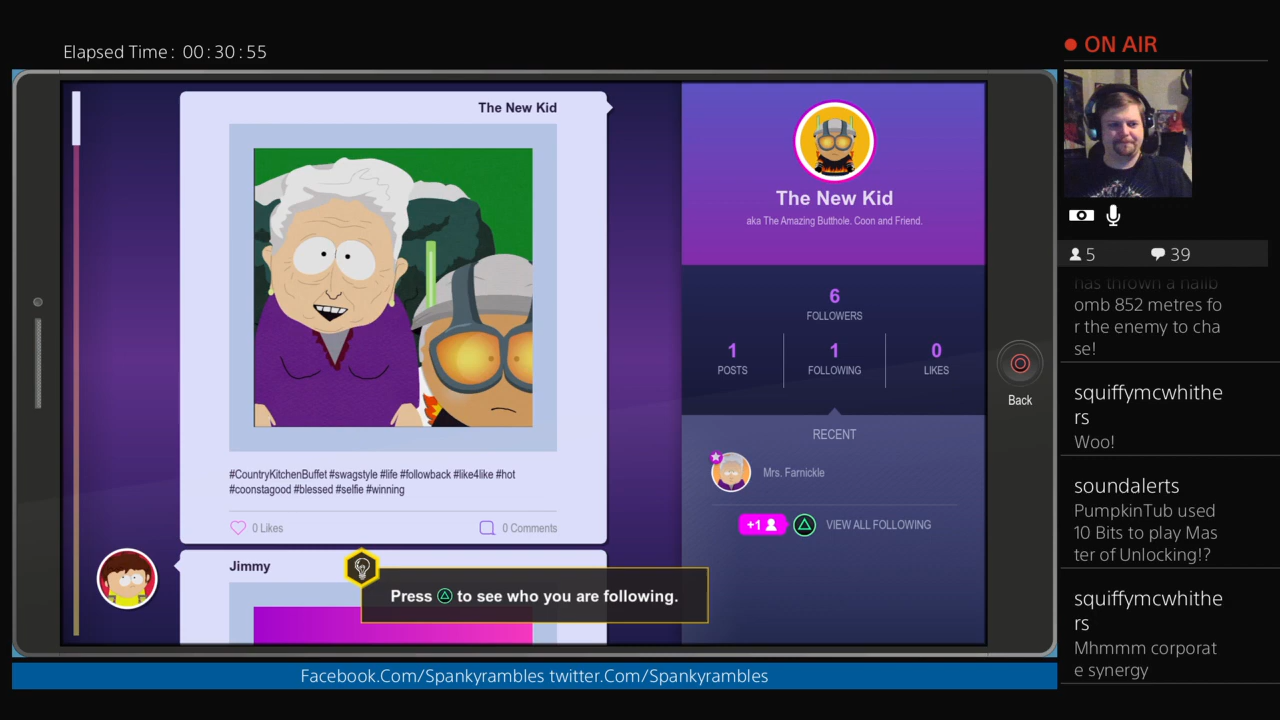 Elapsed Time: 00:30:55
ON AIR
The New Kid
#CountryKitchenBuffet #swagstyle #life #followback #like4like #hot
#coonstagood #blessed #selfie #winning
0 Likes
0 Comments
Jimmy
Press to see who you are following.
The New Kid
aka The Amazing Butthole. Coon and Friend.
6
FOLLOWERS
1
POSTS
1
FOLLOWING
0
LIKES
RECENT
Mrs. Farnickle
+1
VIEW ALL FOLLOWING
Back
5
39
has thrown a nailb
omb 852 metres fo
r the enemy to cha
se!
squiffymcwhithe
rs
Woo!
soundalerts
PumpkinTub used
10 Bits to play Mas
ter of Unlocking!?
squiffymcwhithe
rs
Mhmmm corporat
e synergy
Facebook.Com/Spankyrambles twitter.Com/Spankyrambles